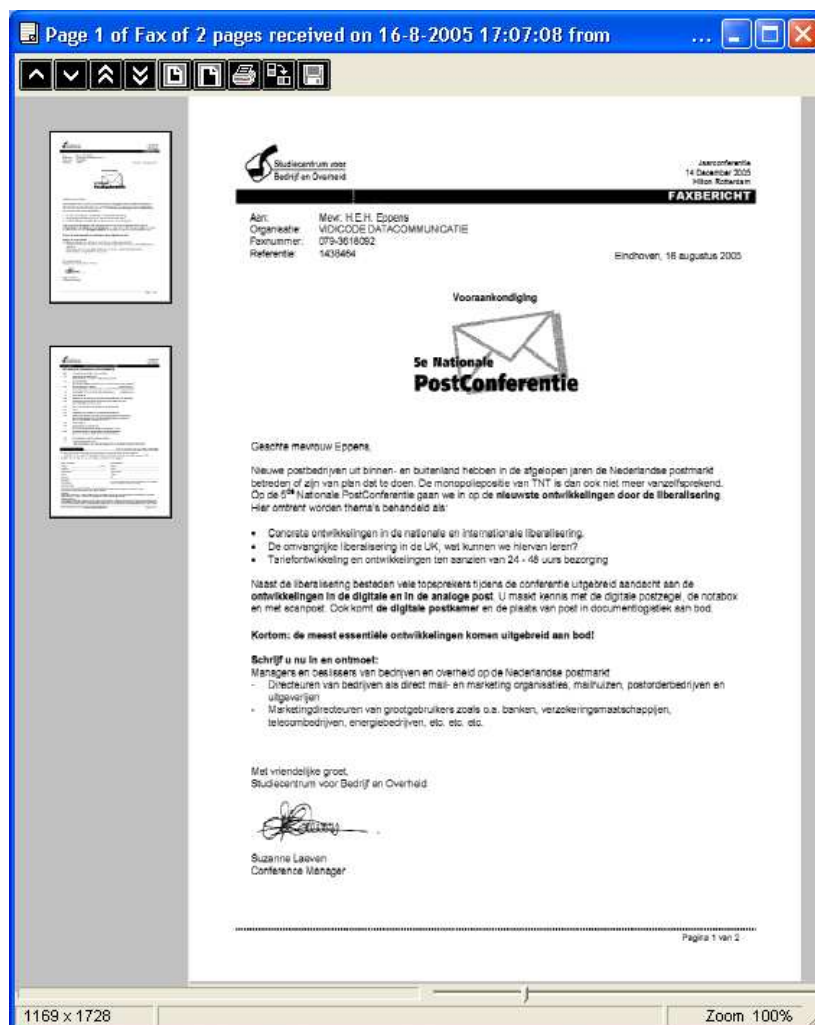 Page 1 of Fax of 2 pages received on 16-8-2005 17:07:08 from ...
Studiecentrum voor
Bedrijf en Overheid
Jaarconferentie
14 December 2005
Hilton Rotterdam
FAXBERICHT
Aan: Mevr. H.E.H. Eppens
Organisatie: VIDICODE DATACOMMUNICATIE
Faxnummer: 079-3618092
Referentie: 1438464
Eindhoven, 16 augustus 2005
Vooraankondiging
5e Nationale
PostConferentie
Geachte mevrouw Eppens,
Nieuwe postbedrijven uit binnen- en buitenland hebben in de afgelopen jaren de Nederlandse postmarkt
betreden of zijn van plan dat te doen. De monopoliepositie van TNT is dan ook niet meer vanzelfsprekend.
Op de 5de Nationale PostConferentie gaan we in op de nieuwste ontwikkelingen door de liberalisering.
Hier omtrent worden thema's behandeld als:
• Concrete ontwikkelingen in de nationale en internationale liberalisering.
• De omvangrijke liberalisering in de UK, wat kunnen we hiervan leren?
• Tariefontwikkeling en ontwikkelingen ten aanzien van 24 - 48 uurs bezorging
Naast de liberalisering besteden vele topsprekers tijdens de conferentie uitgebreid aandacht aan de
ontwikkelingen in de digitale en in de analoge post. U maakt kennis met de digitale postzegel, de notabox
en met scanpost. Ook komt de digitale postkamer en de plaats van post in documentlogistiek aan bod.
Kortom: de meest essentiële ontwikkelingen komen uitgebreid aan bod!
Schrijf u nu in en ontmoet:
Managers en beslissers van bedrijven en overheid op de Nederlandse postmarkt
- Directeuren van bedrijven als direct mail- en marketing organisaties, mailhuizen, postorderbedrijven en
uitgeverijen
- Marketingdirecteuren van grootgebruikers zoals o.a. banken, verzekeringsmaatschappijen,
telecombedrijven, energiebedrijven, etc. etc. etc.
Met vriendelijke groet,
Studiecentrum voor Bedrijf en Overheid
Suzanne Laeven
Conference Manager
Pagina 1 van 2
1169 x 1728
Zoom 100%